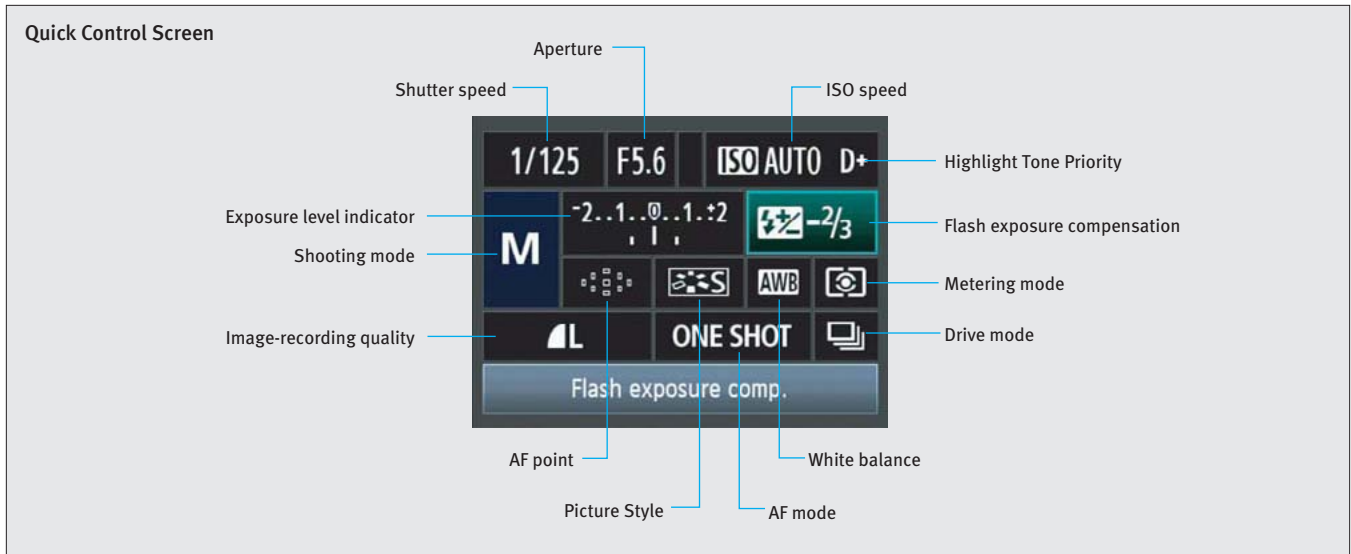 Quick Control Screen
Aperture
Shutter speed
ISO speed
1/125 F5.6 ISO AUTO D+
Highlight Tone Priority
Exposure level indicator
-2..1..0..1.:+2
-2/3
Flash exposure compensation
Shooting mode
M
S AWB
Metering mode
Image-recording quality
L ONE SHOT
Drive mode
Flash exposure comp.
AF point
White balance
Picture Style
AF mode